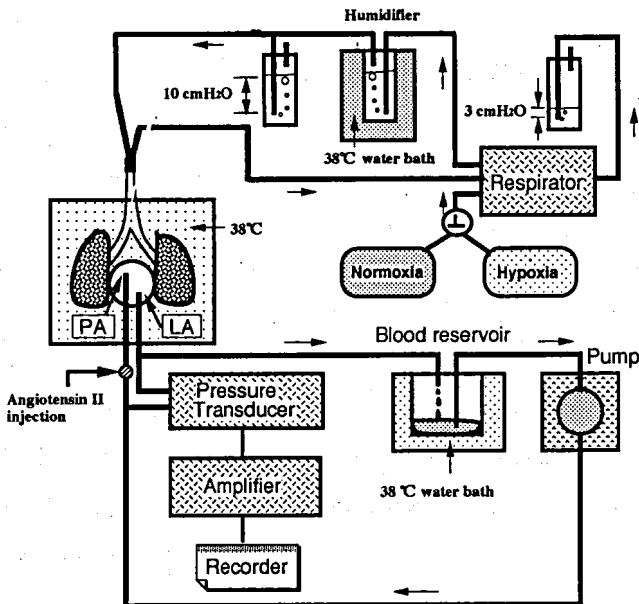 Humidifier
10 cmH2O
3 cmH2O
38℃ water bath
Respirator
38℃
Normoxia
Hypoxia
PA
LA
Blood reservoir
Pump
Angiotensin II
injection
Pressure
Transducer
38 ℃ water bath
Amplifier
Recorder